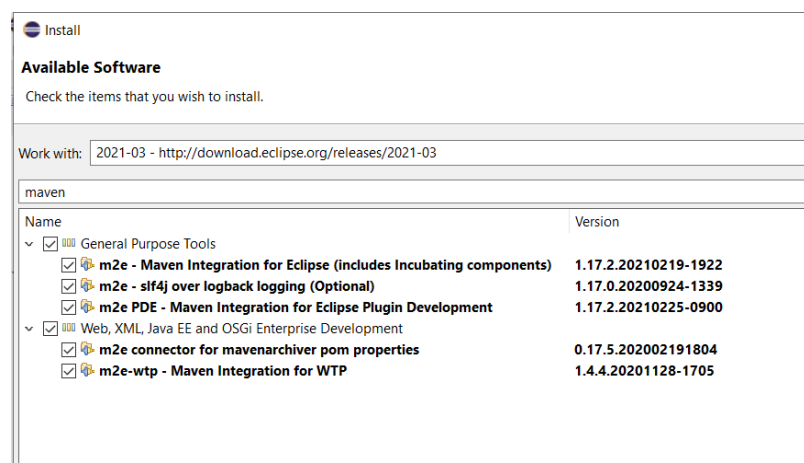 Install
Available Software
Check the items that you wish to install.
Work with: 2021-03 - http://download.eclipse.org/releases/2021-03
maven
Name Version
General Purpose Tools
m2e - Maven Integration for Eclipse (includes Incubating components) 1.17.2.20210219-1922
m2e - slf4j over logback logging (Optional) 1.17.0.20200924-1339
m2e PDE - Maven Integration for Eclipse Plugin Development 1.17.2.20210225-0900
Web, XML, Java EE and OSGi Enterprise Development
m2e connector for mavenarchiver pom properties 0.17.5.202002191804
m2e-wtp - Maven Integration for WTP 1.4.4.20201128-1705